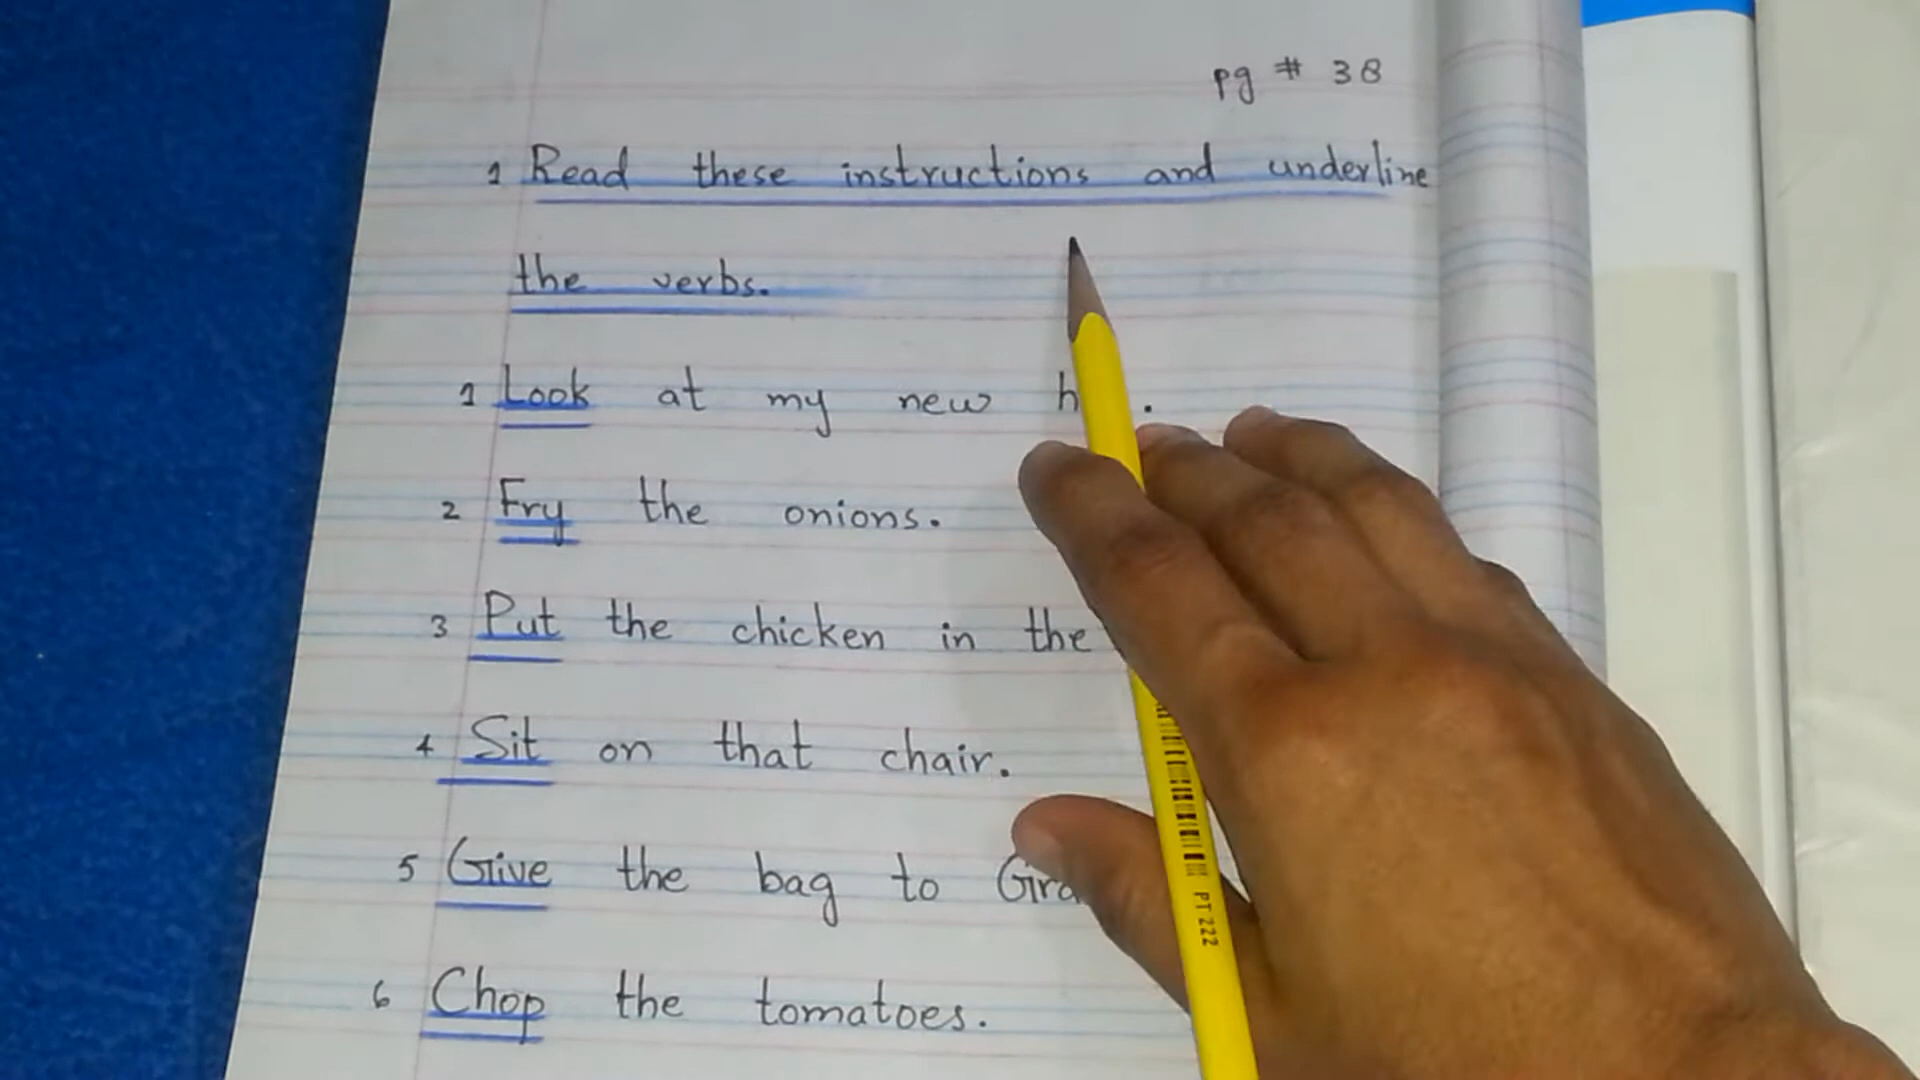 pg # 38
1 Read these instructions and underline
the verbs.
1 Look at my new
2 Fry the onions.
3 Put the chicken in the
4 Sit on that chair.
5 Give the bag to
6 Chop the tomatoes.
PT 222